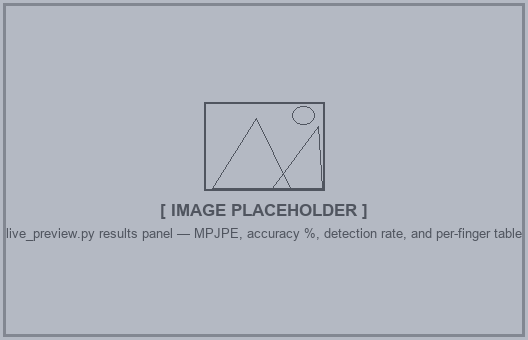 [ IMAGE PLACEHOLDER ]
live_preview.py results panel — MPJPE, accuracy %, detection rate, and per-finger table